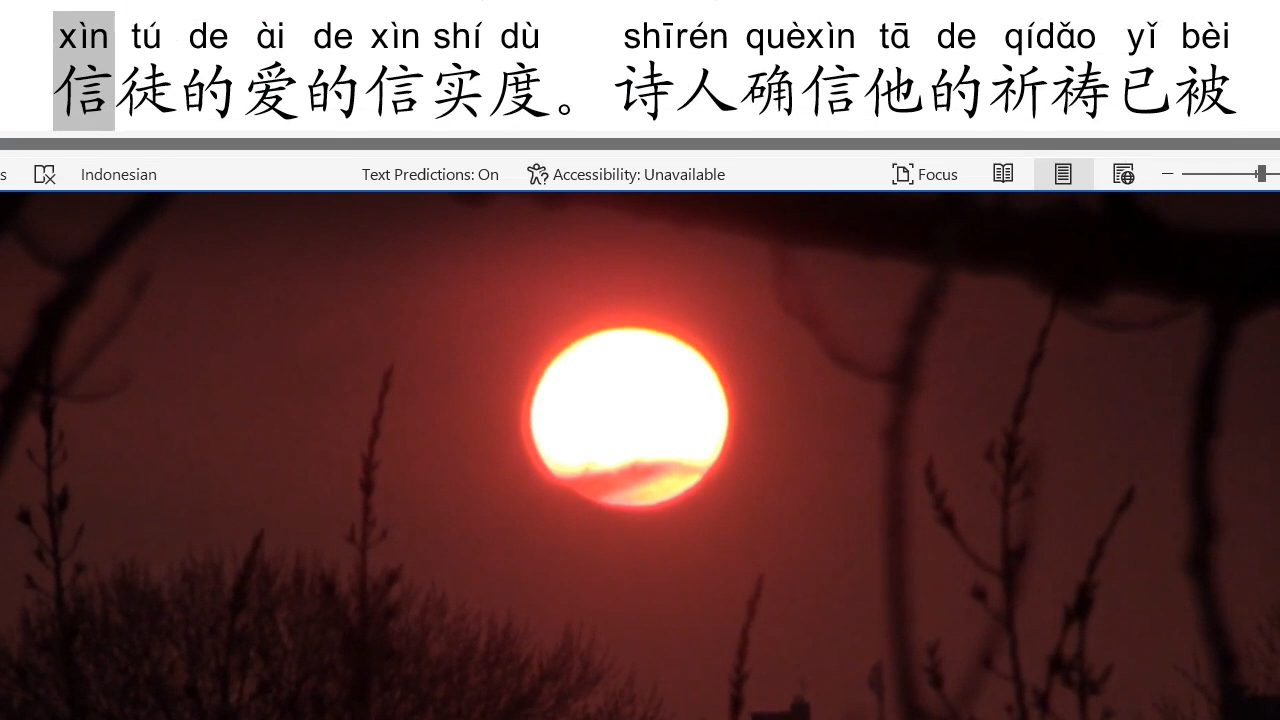 xìn tú de ài de xìn shí dù shīrén quèxìn tā de qídǎo yǐ bèi
信徒的爱的信实度。诗人确信他的祈祷已被
s Indonesian Text Predictions: On Accessibility: Unavailable Focus